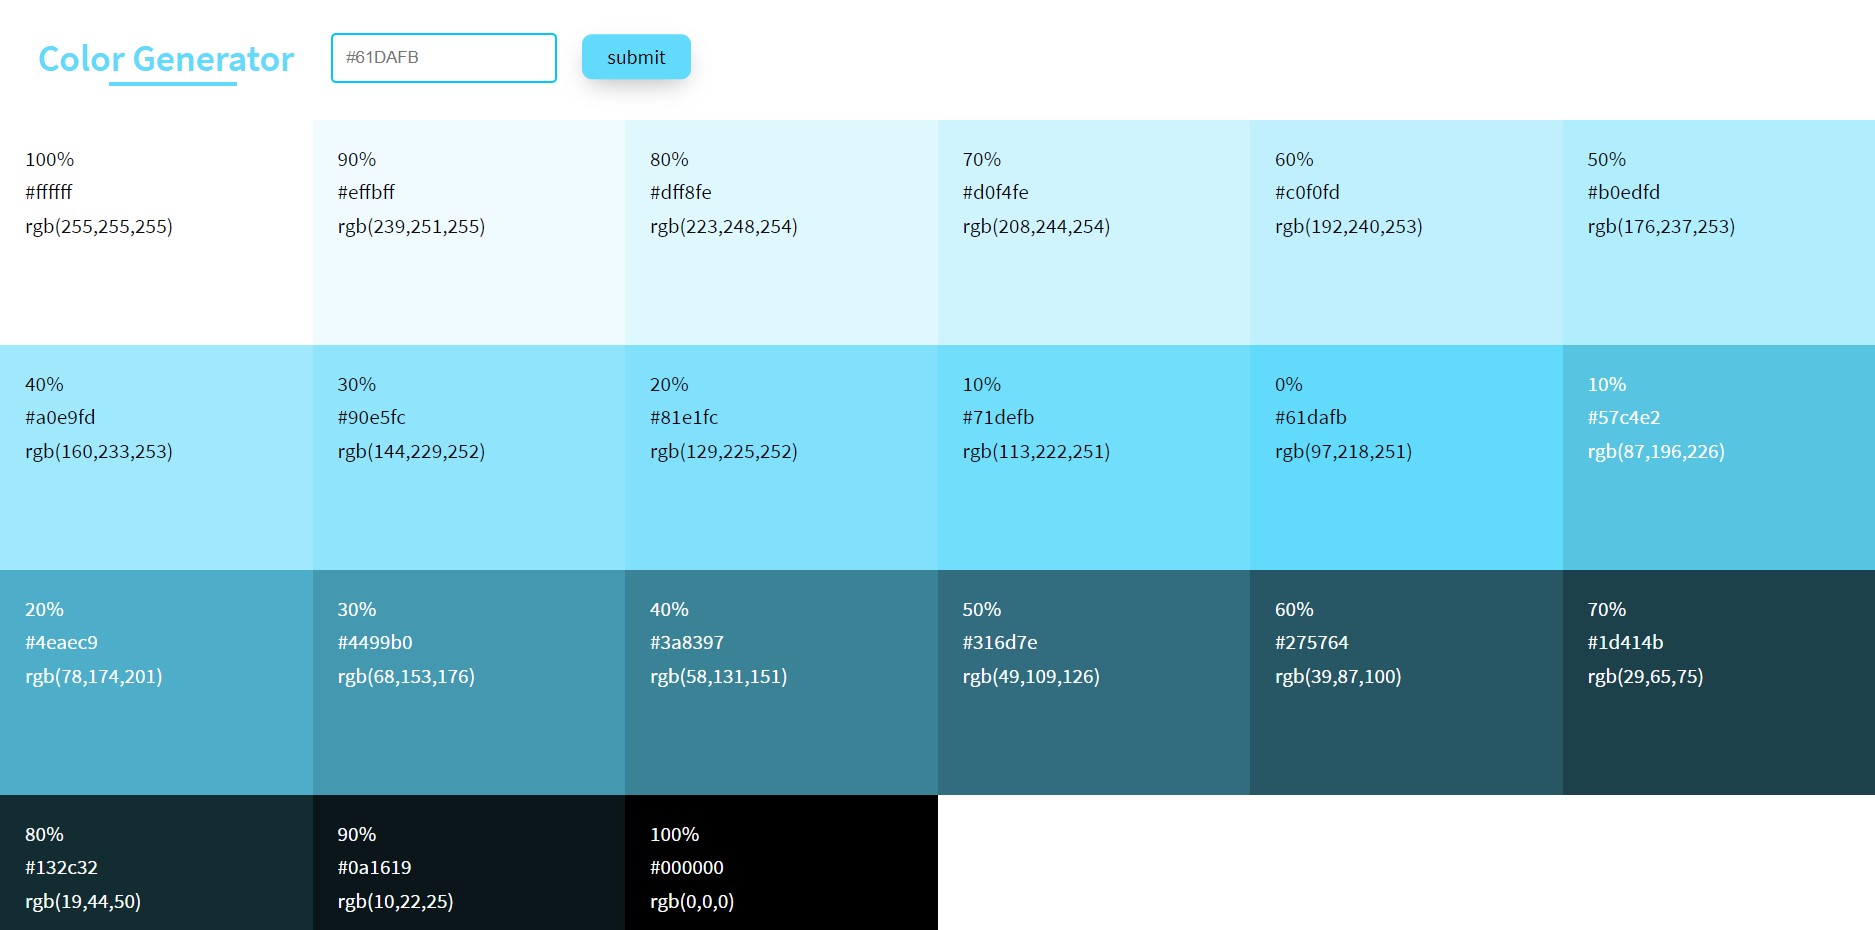 Color Generator
#61DAFB
submit
100%
#ffffff
rgb(255,255,255)
90%
#effbff
rgb(239,251,255)
80%
#dff8fe
rgb(223,248,254)
70%
#d0f4fe
rgb(208,244,254)
60%
#c0f0fd
rgb(192,240,253)
50%
#b0edfd
rgb(176,237,253)
40%
#a0e9fd
rgb(160,233,253)
30%
#90e5fc
rgb(144,229,252)
20%
#81e1fc
rgb(129,225,252)
10%
#71defb
rgb(113,222,251)
0%
#61dafb
rgb(97,218,251)
10%
#57c4e2
rgb(87,196,226)
20%
#4eaec9
rgb(78,174,201)
30%
#4499b0
rgb(68,153,176)
40%
#3a8397
rgb(58,131,151)
50%
#316d7e
rgb(49,109,126)
60%
#275764
rgb(39,87,100)
70%
#1d414b
rgb(29,65,75)
80%
#132c32
rgb(19,44,50)
90%
#0a1619
rgb(10,22,25)
100%
#000000
rgb(0,0,0)